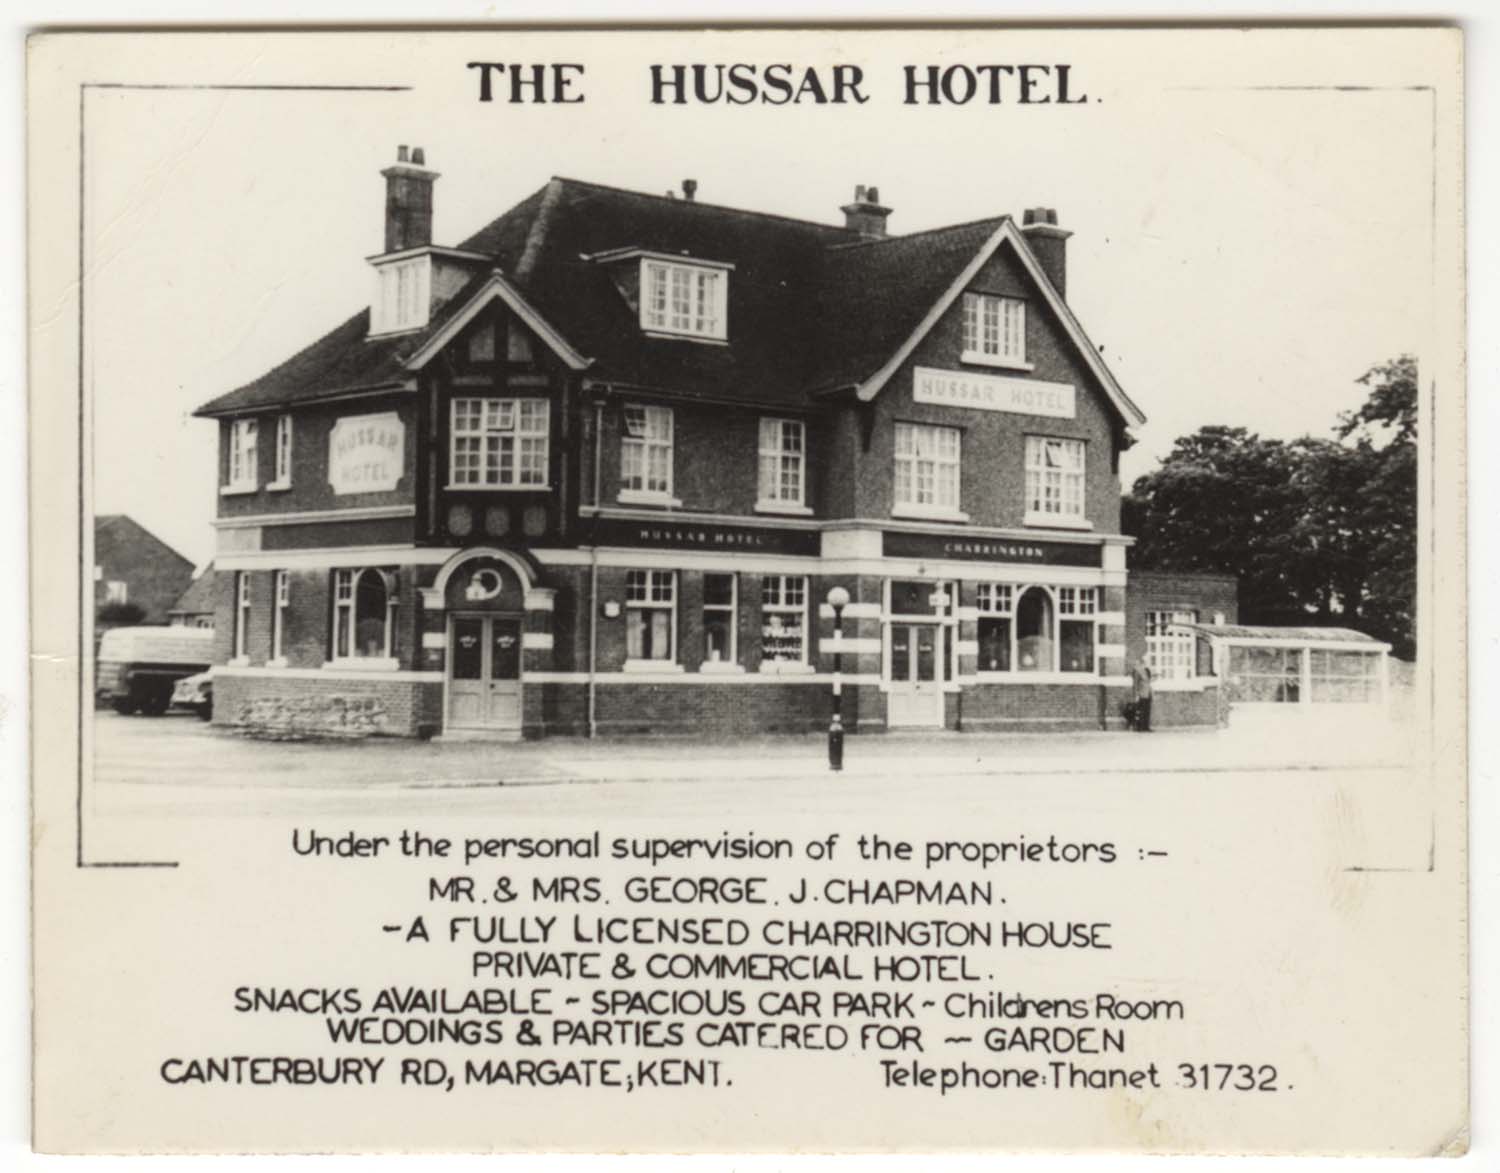 THE HUSSAR HOTEL.
HUSSAR HOTEL
HUSSAR
HOTEL
HUSSAR HOTEL
CHARRINGTON
Under the personal supervision of the proprietors :-
MR. & MRS. GEORGE. J. CHAPMAN.
-A FULLY LICENSED CHARRINGTON HOUSE
PRIVATE & COMMERCIAL HOTEL.
SNACKS AVAILABLE ~ SPACIOUS CAR PARK ~ Childrens Room
WEDDINGS & PARTIES CATERED FOR ~ GARDEN
CANTERBURY RD, MARGATE; KENT. Telephone: Thanet 31732.